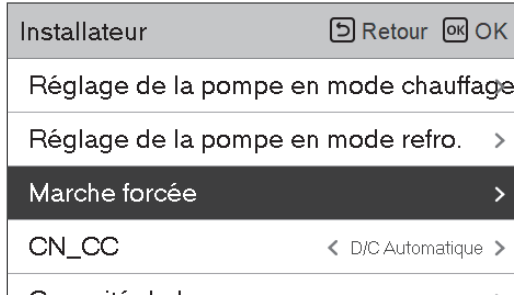 Installateur Retour OK OK
Réglage de la pompe en mode chauffage
Réglage de la pompe en mode refro.
Marche forcée
CN_CC D/C Automatique